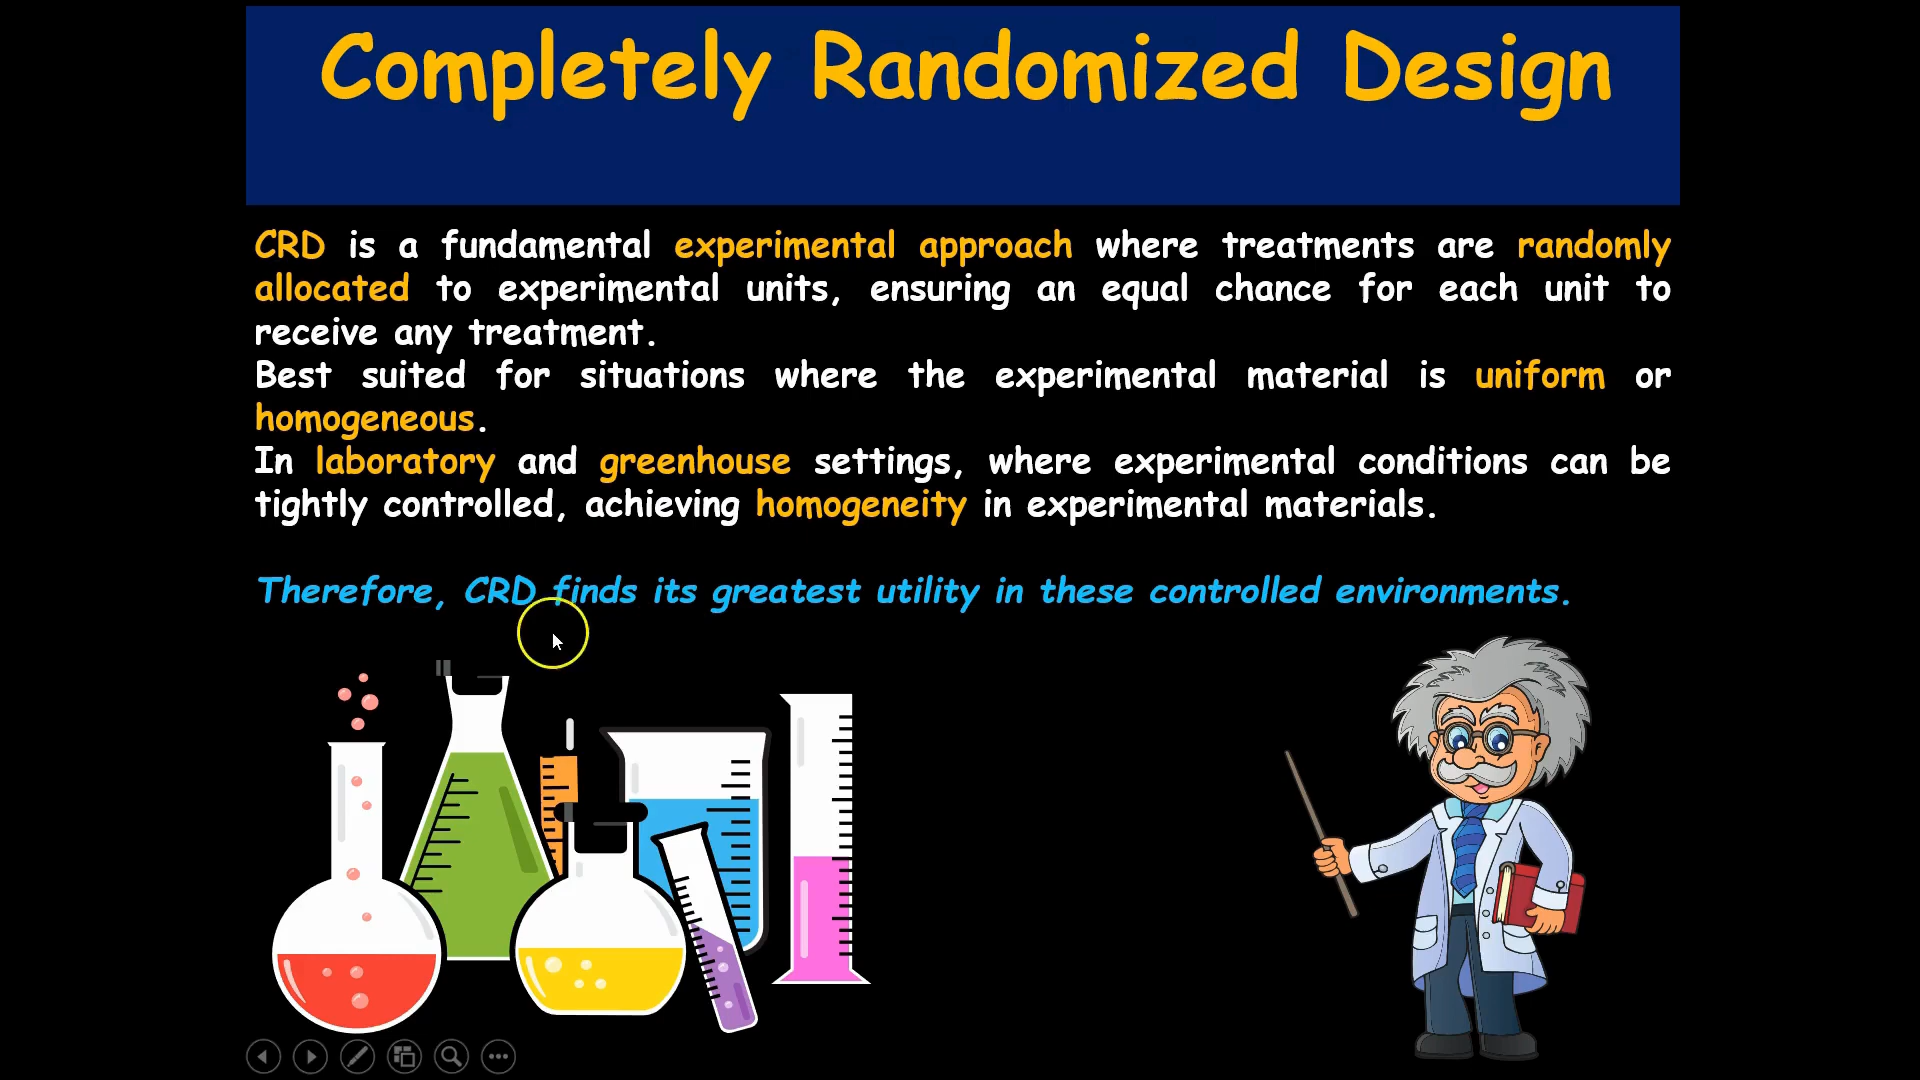 Completely Randomized Design
CRD is a fundamental experimental approach where treatments are randomly
allocated to experimental units, ensuring an equal chance for each unit to
receive any treatment.
Best suited for situations where the experimental material is uniform or
homogeneous.
In laboratory and greenhouse settings, where experimental conditions can be
tightly controlled, achieving homogeneity in experimental materials.
Therefore, CRD finds its greatest utility in these controlled environments.